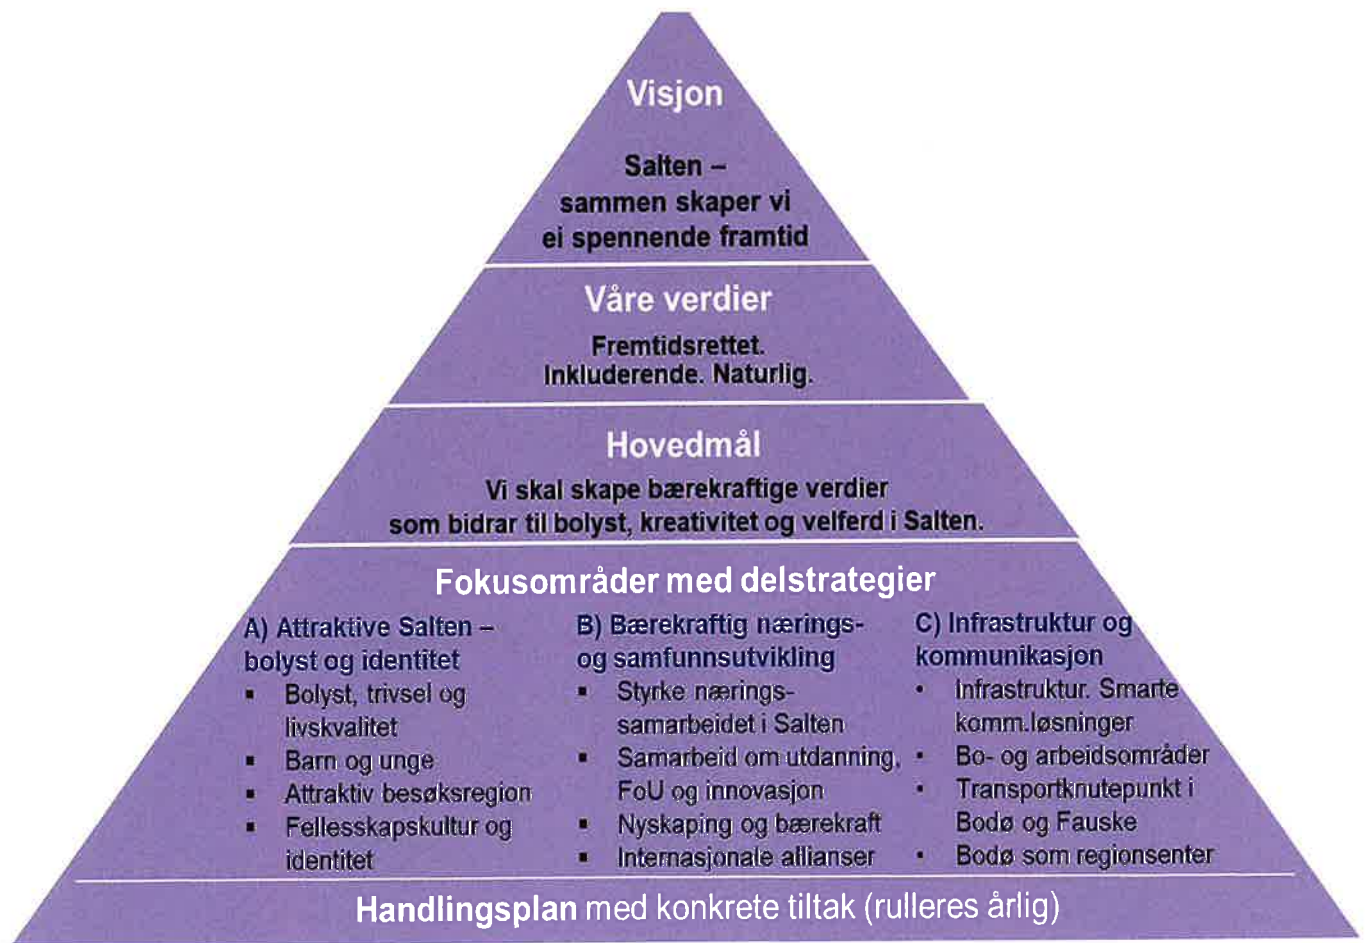 Visjon
Salten –
sammen skaper vi
ei spennende framtid
Våre verdier
Fremtidsrettet.
Inkluderende. Naturlig.
Hovedmål
Vi skal skape bærekraftige verdier
som bidrar til bolyst, kreativitet og velferd i Salten.
Fokusområder med delstrategier
A) Attraktive Salten –
bolyst og identitet
▪ Bolyst, trivsel og
livskvalitet
▪ Barn og unge
▪ Attraktiv besøksregion
▪ Fellesskapskultur og
identitet
B) Bærekraftig nærings-
og samfunnsutvikling
▪ Styrke nærings-
samarbeidet i Salten
▪ Samarbeid om utdanning,
FoU og innovasjon
▪ Nyskaping og bærekraft
▪ Internasjonale allianser
C) Infrastruktur og
kommunikasjon
• Infrastruktur. Smarte
komm.løsninger
• Bo- og arbeidsområder
• Transportknutepunkt i
Bodø og Fauske
• Bodø som regionsenter
Handlingsplan med konkrete tiltak (rulleres årlig)